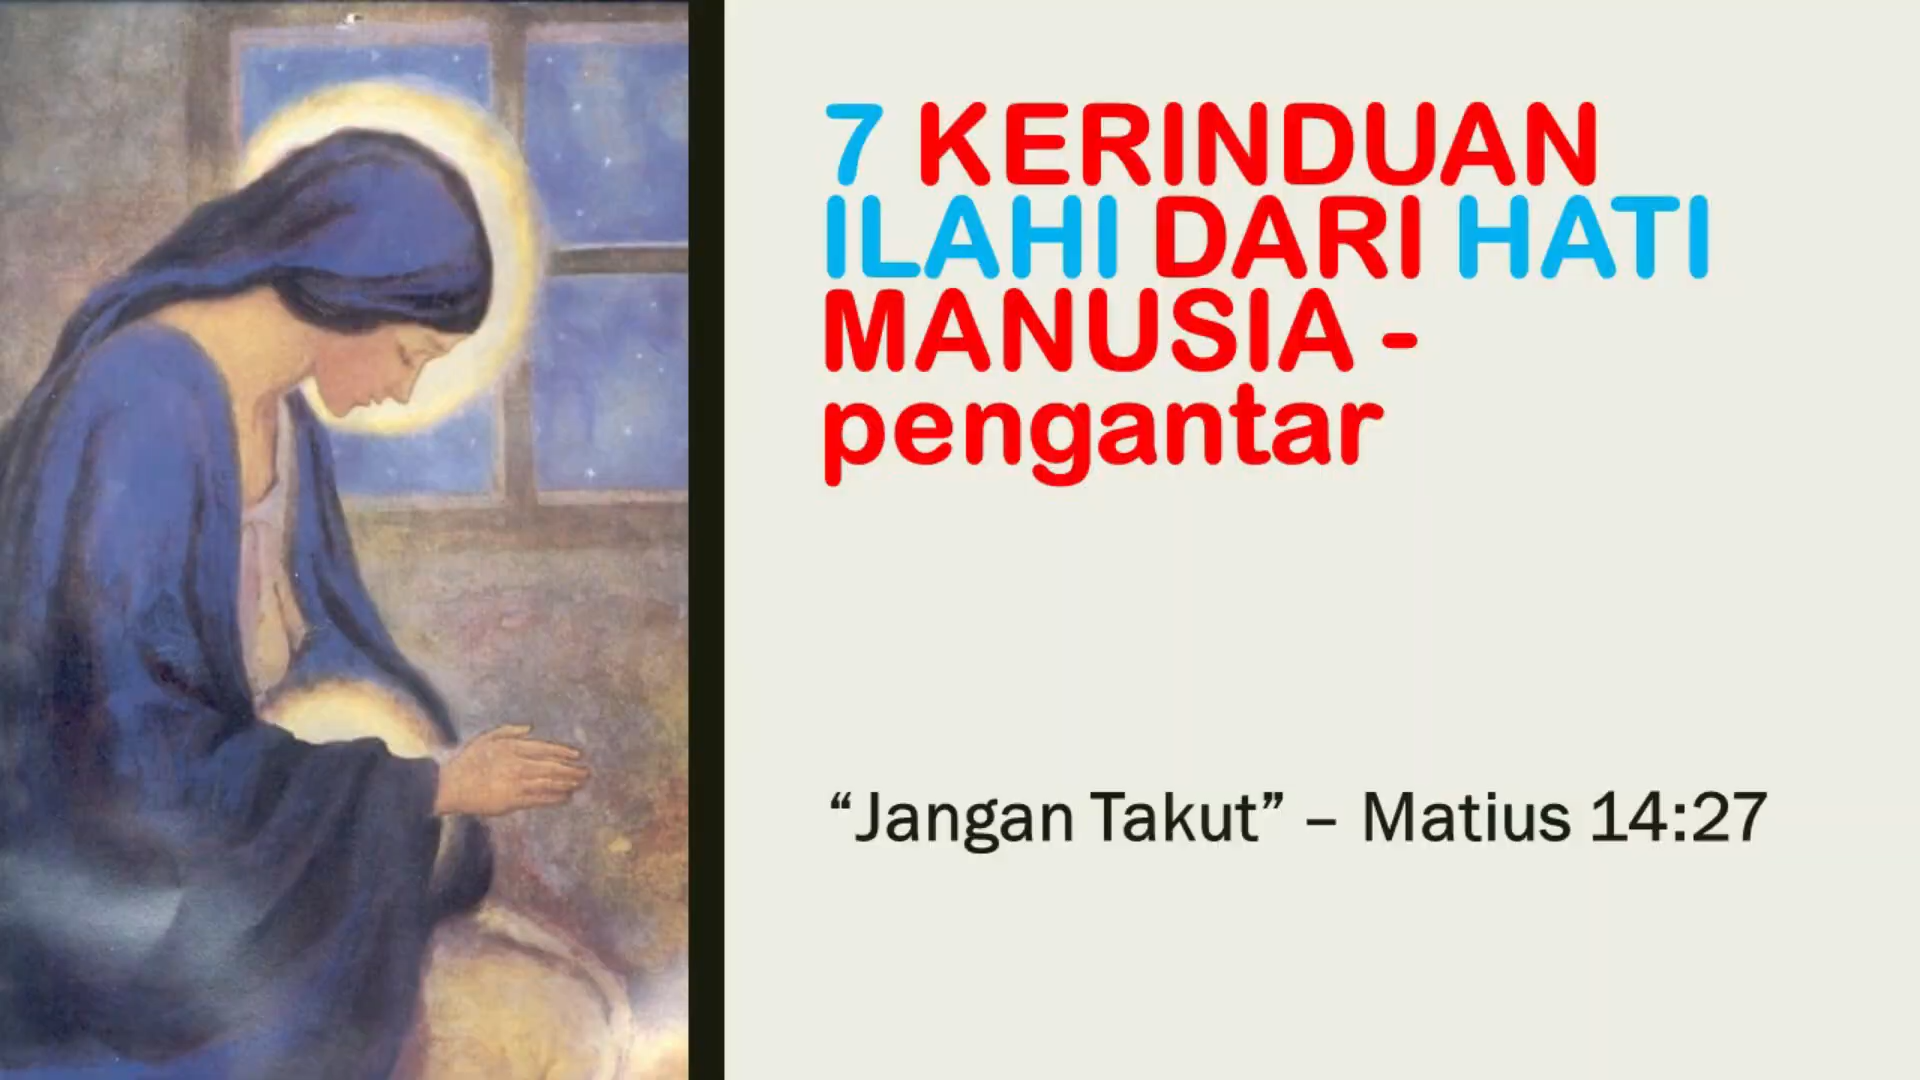 7 KERINDUAN
ILAHI DARI HATI
MANUSIA -
pengantar
“Jangan Takut” – Matius 14:27